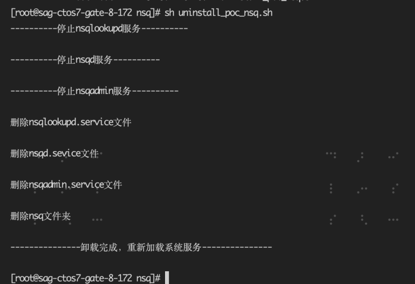 [root@sag-ctos7-gate-8-172 nsq]# sh uninstall_poc_nsq.sh
----------停止nsqlookupd服务----------
----------停止nsqd服务----------
----------停止nsqadmin服务----------
删除nsqlookupd.service文件
删除nsqd.sevice文件
删除nsqadmin.service文件
删除nsq文件夹
---------------卸载完成，重新加载系统服务---------------
[root@sag-ctos7-gate-8-172 nsq]#